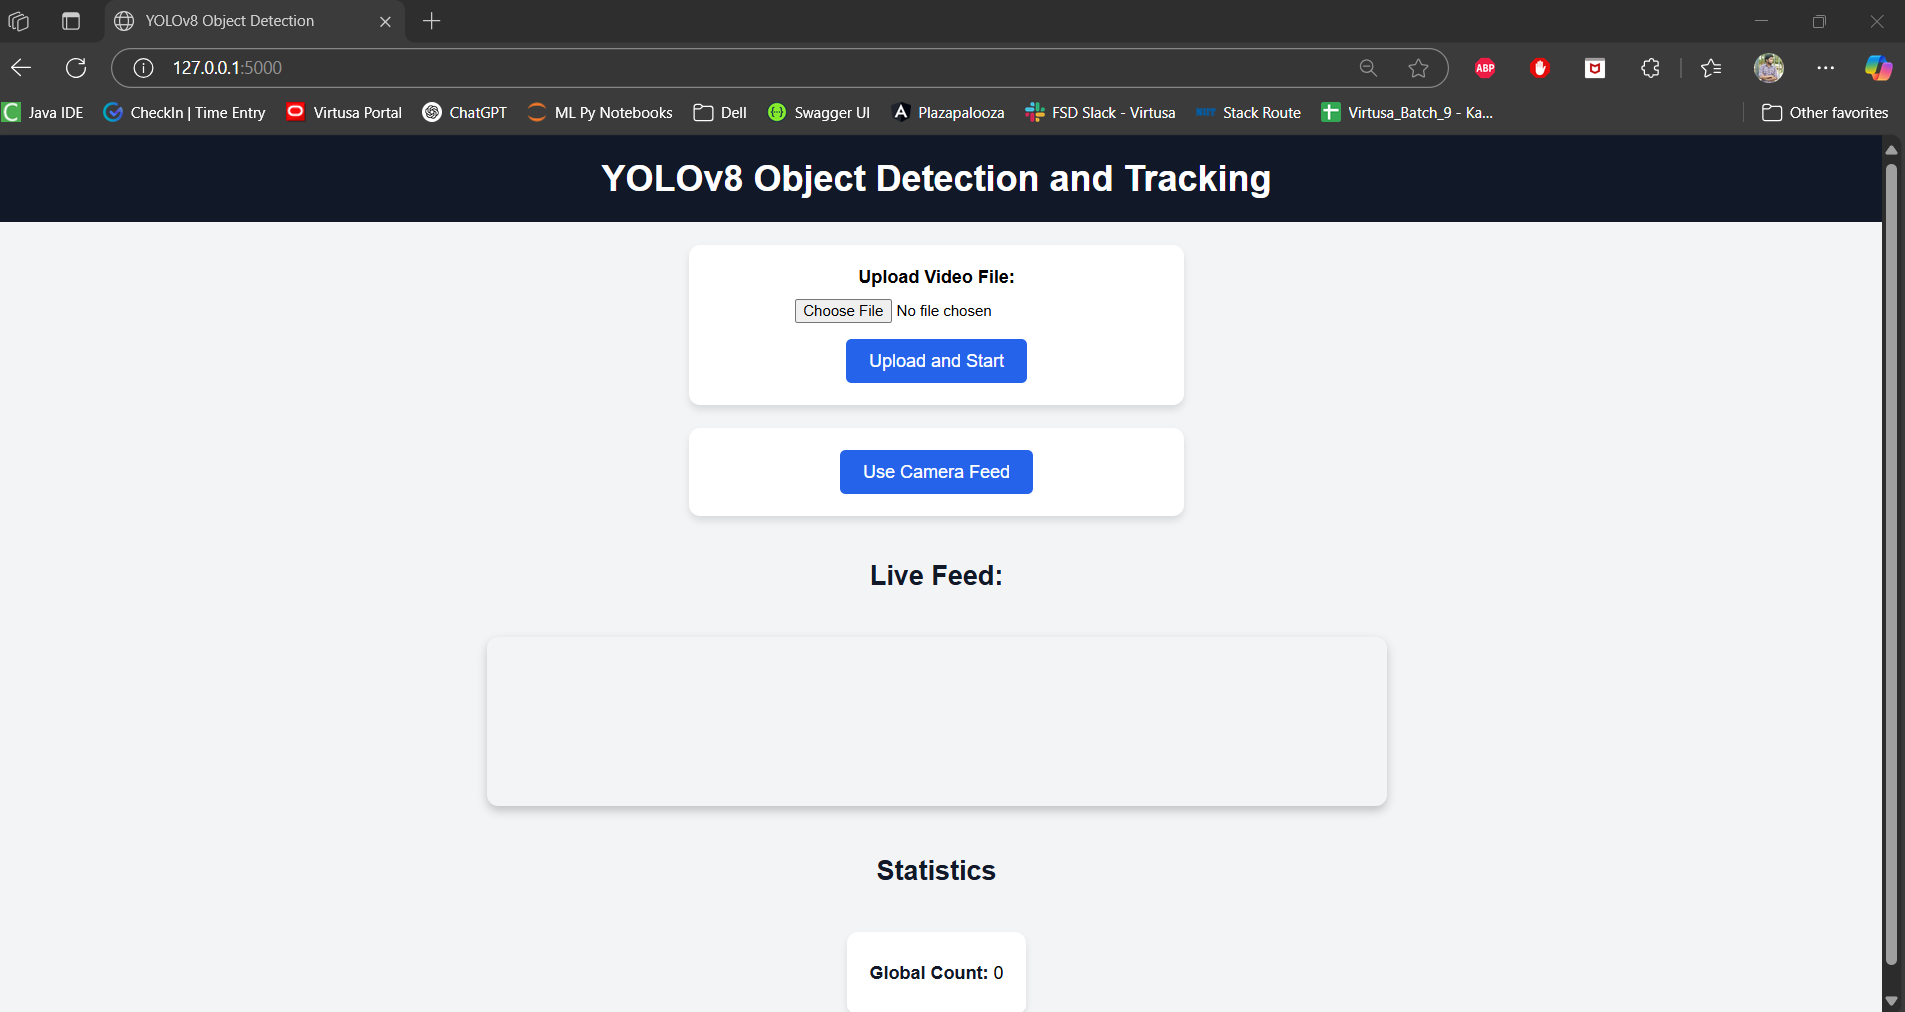 YOLOv8 Object Detection
127.0.0.1:5000
ABP
Java IDE CheckIn | Time Entry Virtusa Portal ChatGPT ML Py Notebooks Dell Swagger UI Plazapalooza FSD Slack - Virtusa Stack Route Virtusa_Batch_9 - Ka... Other favorites
YOLOv8 Object Detection and Tracking
Upload Video File:
Choose File No file chosen
Upload and Start
Use Camera Feed
Live Feed:
Statistics
Global Count: 0